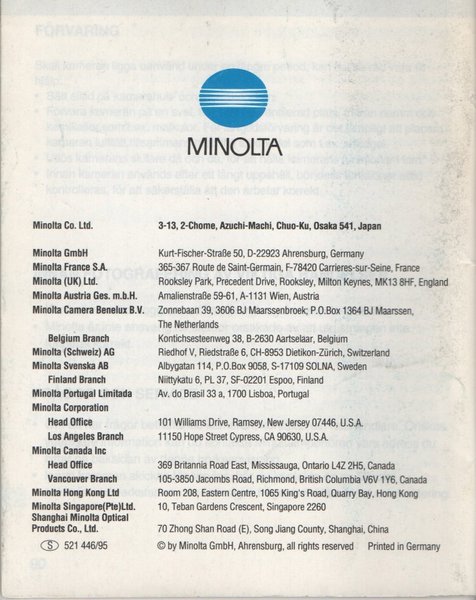 MINOLTA
Minolta Co. Ltd. 3-13, 2-Chome, Azuchi-Machi, Chuo-Ku, Osaka 541, Japan
Minolta GmbH Kurt-Fischer-Straße 50, D-22923 Ahrensburg, Germany
Minolta France S.A. 365-367 Route de Saint-Germain, F-78420 Carrieres-sur-Seine, France
Minolta (UK) Ltd. Rooksley Park, Precedent Drive, Rooksley, Milton Keynes, MK13 8HF, England
Minolta Austria Ges. m.b.H. Amalienstraße 59-61, A-1131 Wien, Austria
Minolta Camera Benelux B.V. Zonnebaan 39, 3606 BJ Maarssenbroek; P.O.Box 1364 BJ Maarssen,
The Netherlands
Belgium Branch Kontichsesteenweg 38, B-2630 Aartselaar, Belgium
Minolta (Schweiz) AG Riedhof V, Riedstraße 6, CH-8953 Dietikon-Zürich, Switzerland
Minolta Svenska AB Albygatan 114, P.O.Box 9058, S-17109 SOLNA, Sweden
Finland Branch Niittykatu 6, PL 37, SF-02201 Espoo, Finland
Minolta Portugal Limitada Av. do Brasil 33 a, 1700 Lisboa, Portugal
Minolta Corporation
Head Office 101 Williams Drive, Ramsey, New Jersey 07446, U.S.A.
Los Angeles Branch 11150 Hope Street Cypress, CA 90630, U.S.A.
Minolta Canada Inc
Head Office 369 Britannia Road East, Mississauga, Ontario L4Z 2H5, Canada
Vancouver Branch 105-3850 Jacombs Road, Richmond, British Columbia V6V 1Y6, Canada
Minolta Hong Kong Ltd Room 208, Eastern Centre, 1065 King's Road, Quarry Bay, Hong Kong
Minolta Singapore(Pte)Ltd. 10, Teban Gardens Crescent, Singapore 2260
Shanghai Minolta Optical
Products Co., Ltd. 70 Zhong Shan Road (E), Song Jiang County, Shanghai, China
S 521 446/95 © by Minolta GmbH, Ahrensburg, all rights reserved Printed in Germany